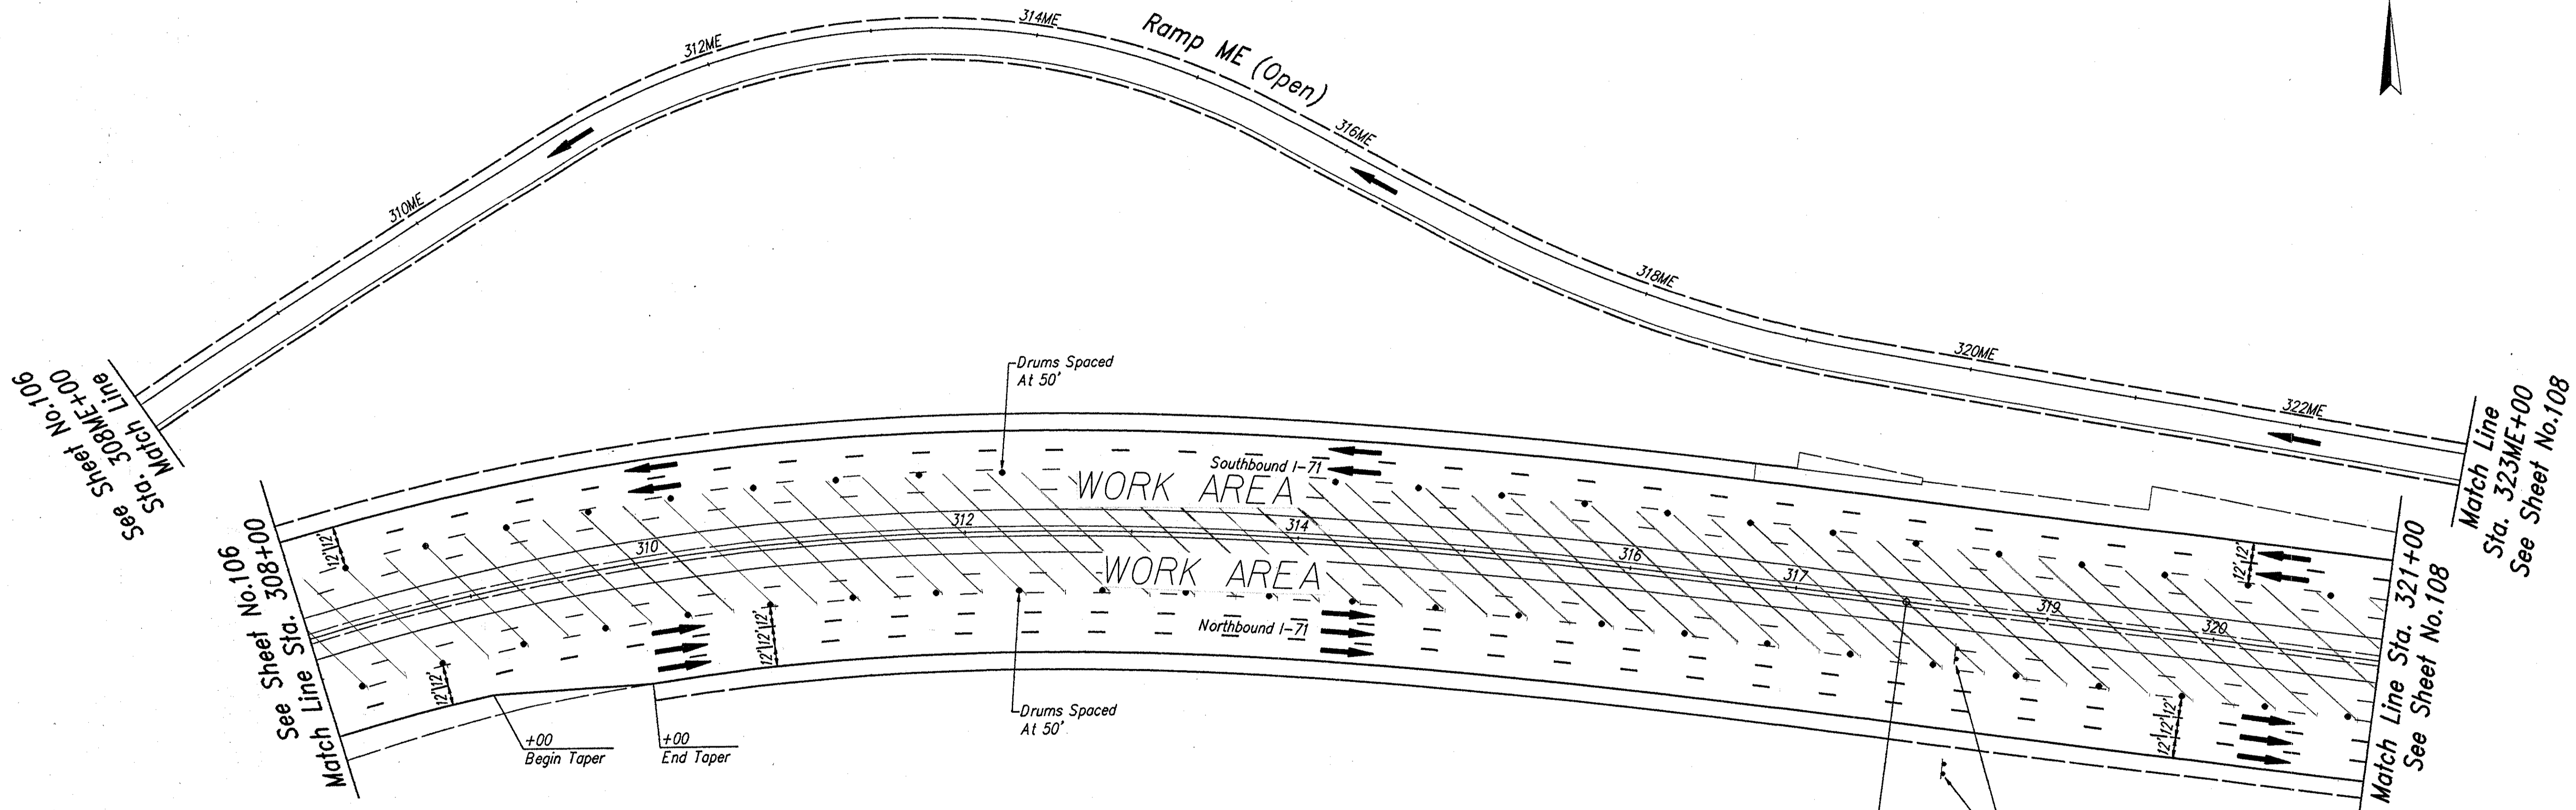 314ME
312ME
Ramp ME (Open)
316ME
310ME
318ME
320ME
322ME
See Sheet No.106
Sta. 308ME+00
Match Line
Match Line
Sta. 323ME+00
See Sheet No.108
Drums Spaced
At 50'
Southbound I-71
WORK AREA
310
312
314
316
317
319
320
WORK AREA
Northbound I-71
12' 12'
12' 12'
12' 12' 12'
12' 12'
12' 12' 12'
See Sheet No.106
Match Line Sta. 308+00
Match Line Sta. 321+00
See Sheet No.108
Drums Spaced
At 50'
+00
Begin Taper
+00
End Taper